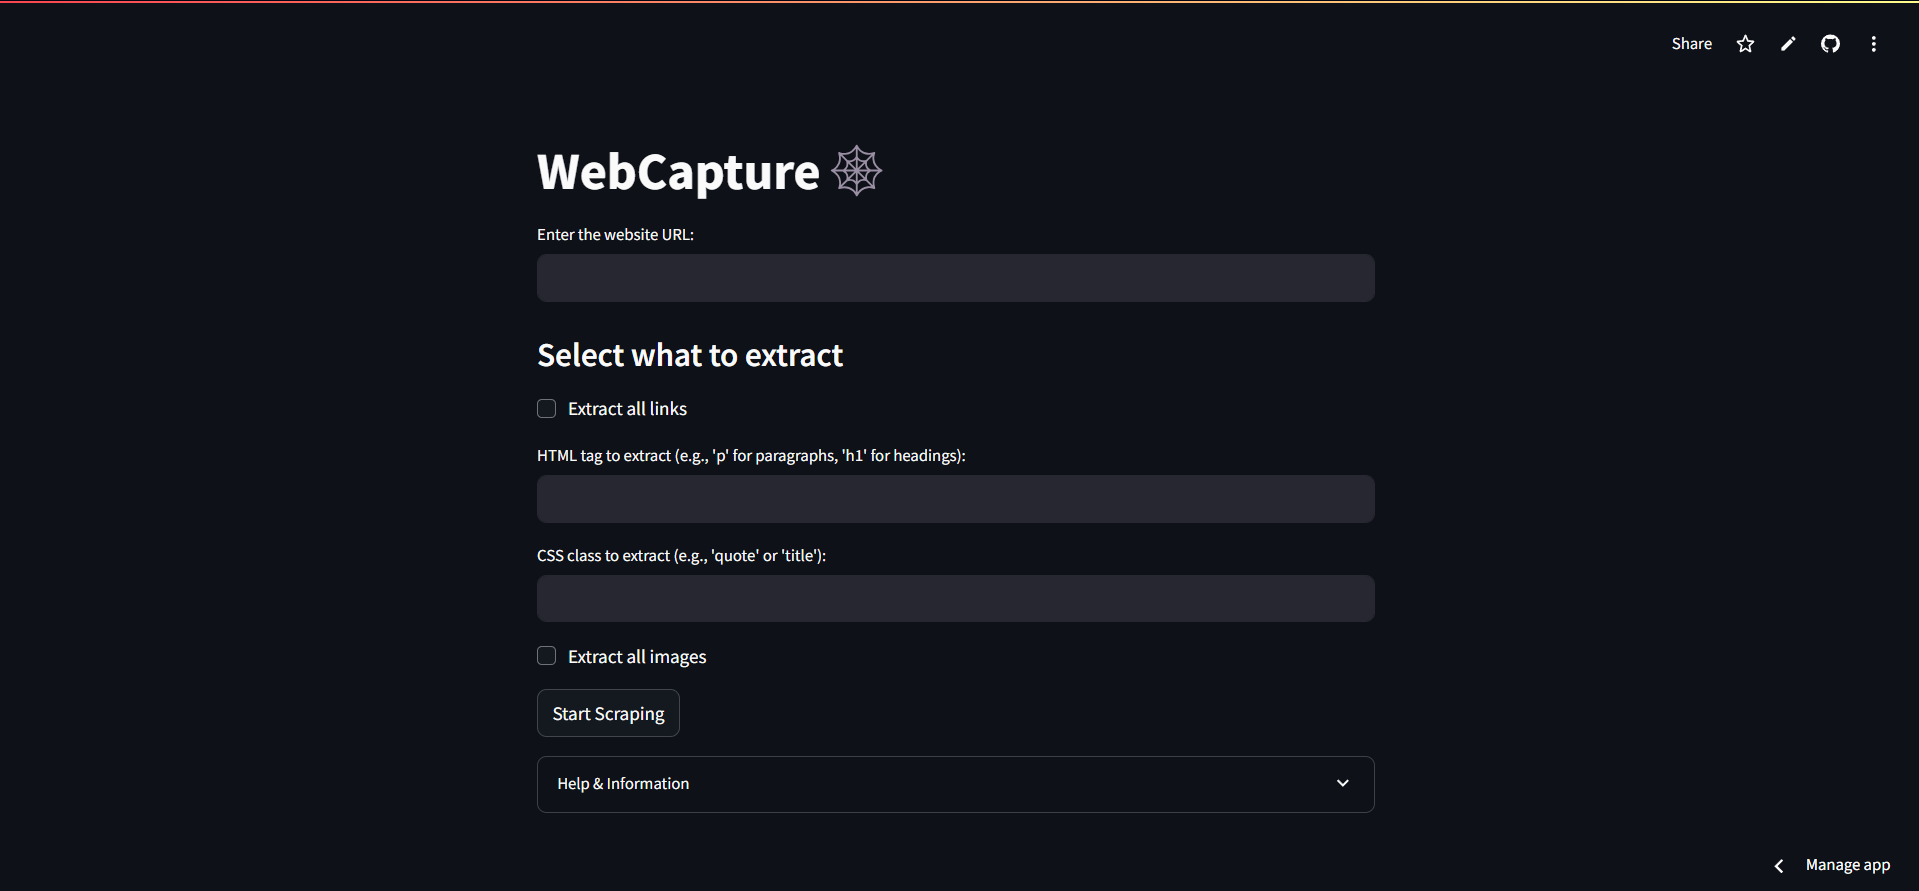 Share
WebCapture
Enter the website URL:
Select what to extract
Extract all links
HTML tag to extract (e.g., 'p' for paragraphs, 'h1' for headings):
CSS class to extract (e.g., 'quote' or 'title'):
Extract all images
Start Scraping
Help & Information
Manage app